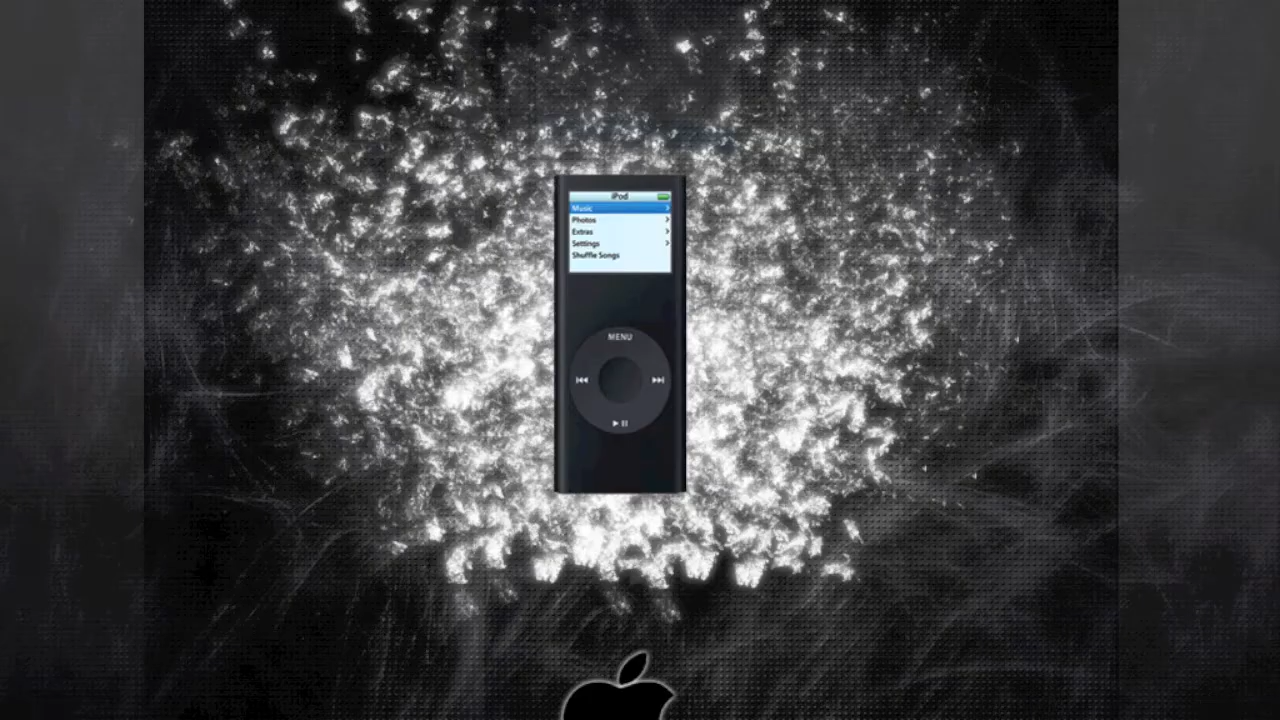 iPod
Music
Photos
Extras
Settings
Shuffle Songs
MENU